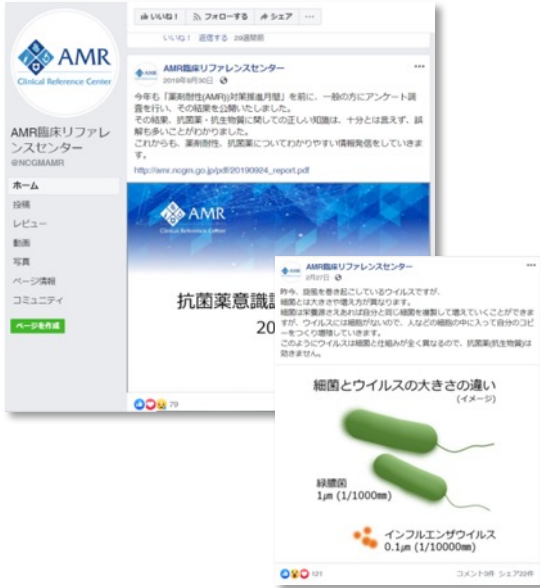 いいね！
フォローする
シェア
…
AMR
Clinical Reference Center
いいね！ 返信する 29週間前
AMR臨床リファレンスセンター
2019年9月30日
…
今年も「薬剤耐性(AMR)対策推進月間」を前に、一般の方にアンケート調
査を行い、その結果を公開いたしました。
その結果、抗菌薬・抗生物質に関しての正しい知識は、十分とは言えず、誤
解も多いことがわかりました。
これからも、薬剤耐性、抗菌薬についてわかりやすい情報発信をしていきま
す。
http://amr.ncgm.go.jp/pdf/20190924_report.pdf
AMR臨床リファレ
ンスセンター
@NCGMAMR
ホーム
投稿
レビュー
動画
写真
ページ情報
コミュニティ
ページを作成
AMR
Clinical Reference Center
抗菌薬意識
20
79
AMR臨床リファレンスセンター
2月27日
…
昨今、旋風を巻き起こしているウイルスですが、
細菌とは大きさや増え方が異なります。
細菌は栄養源さえあれば自分と同じ細菌を複製して増えていくことができま
すが、ウイルスには細胞がないので、人などの細胞の中に入って自分のコピ
ーをつくり増殖していきます。
このようにウイルスは細菌と仕組みが全く異なるので、抗菌薬(抗生物質)は
効きません。
細菌とウイルスの大きさの違い
(イメージ)
緑膿菌
1μm (1/1000㎜)
インフルエンザウイルス
0.1μm (1/10000㎜)
121
コメント0件 シェア22件